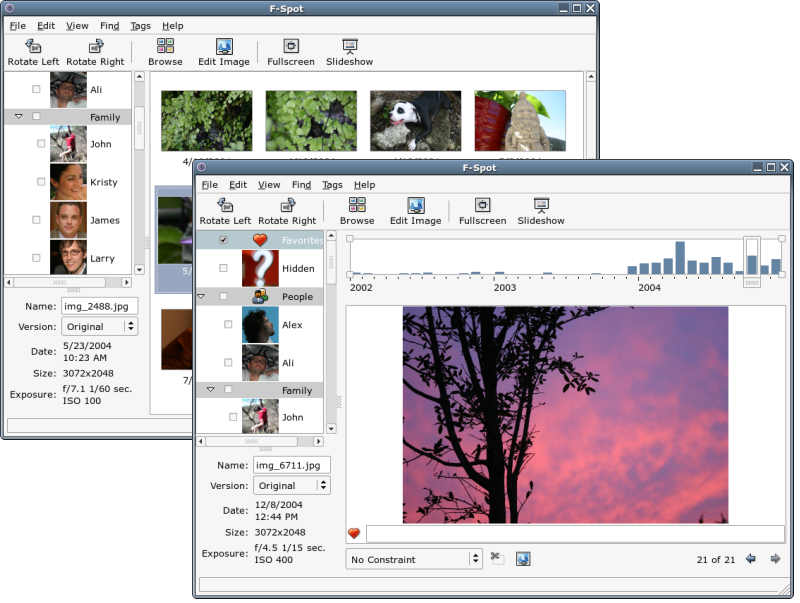 F-Spot
File Edit View Find Tags Help
Rotate Left Rotate Right Browse Edit Image Fullscreen Slideshow
Ali
Family
John
Kristy
James
Larry
Name: img_2488.jpg
Version: Original
Date: 5/23/2004
10:23 AM
Size: 3072x2048
Exposure: f/7.1 1/60 sec.
ISO 100
5/
7/
F-Spot
File Edit View Find Tags Help
Rotate Left Rotate Right Browse Edit Image Fullscreen Slideshow
Favorites
Hidden
People
Alex
Ali
Family
John
Name: img_6711.jpg
Version: Original
Date: 12/8/2004
12:44 PM
Size: 3072x2048
Exposure: f/4.5 1/15 sec.
ISO 400
2002 2003 2004
No Constraint
21 of 21